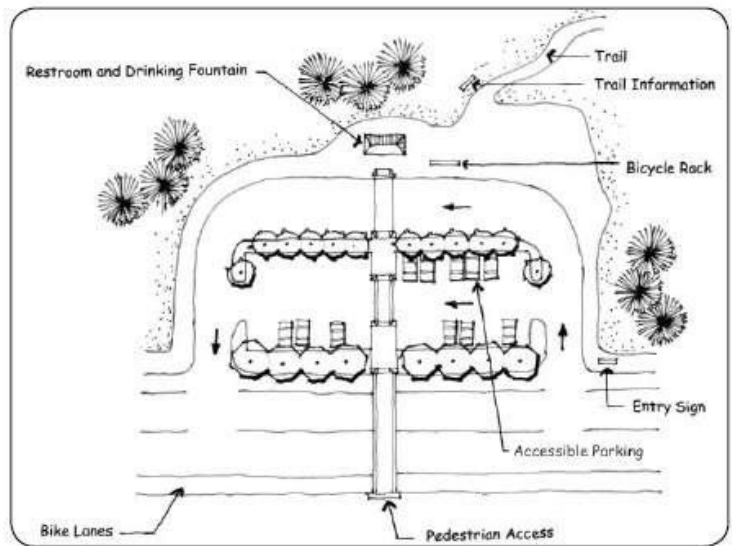 Trail
Restroom and Drinking Fountain
Trail Information
Bicycle Rack
Entry Sign
Accessible Parking
Bike Lanes
Pedestrian Access